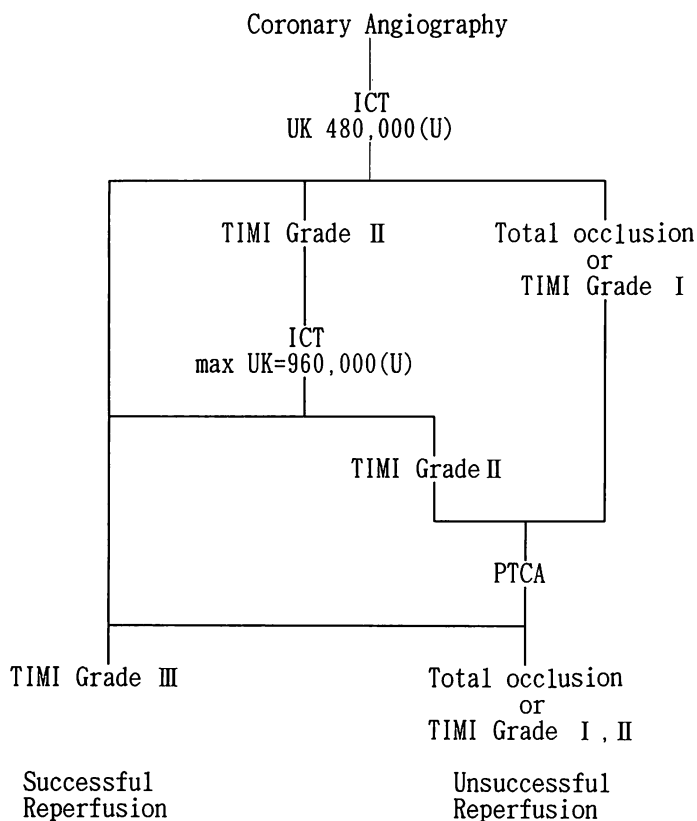 Coronary Angiography
ICT
UK 480,000(U)
TIMI Grade Ⅱ
Total occlusion
or
TIMI Grade Ⅰ
ICT
max UK=960,000(U)
TIMI Grade Ⅱ
PTCA
TIMI Grade Ⅲ
Total occlusion
or
TIMI Grade Ⅰ,Ⅱ
Successful
Reperfusion
Unsuccessful
Reperfusion